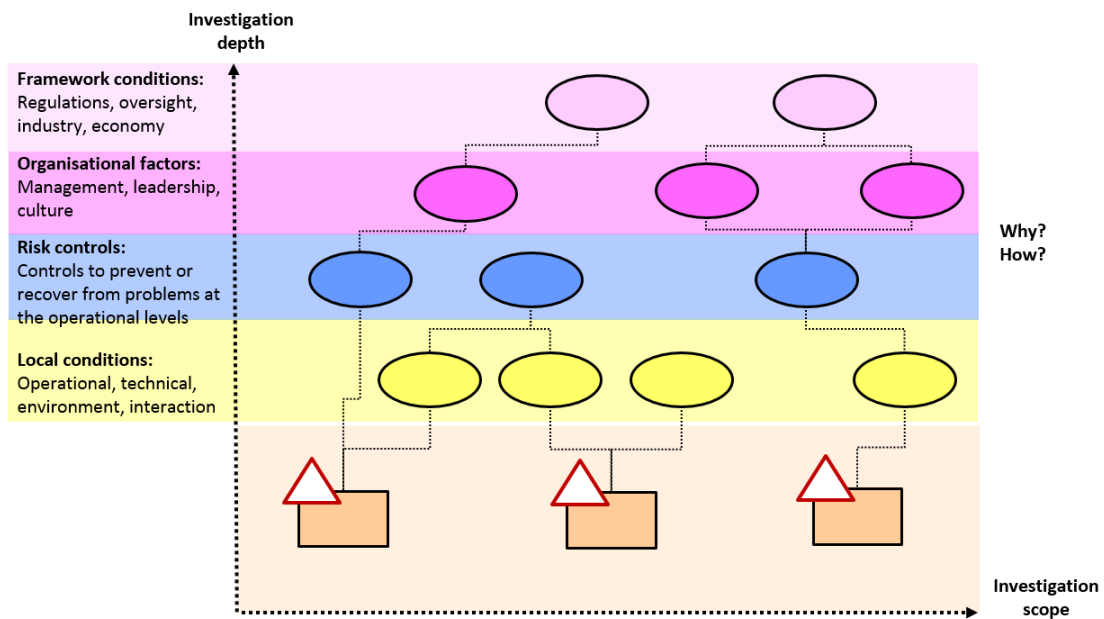 Investigation
depth
Framework conditions:
Regulations, oversight,
industry, economy
Organisational factors:
Management, leadership,
culture
Risk controls:
Controls to prevent or
recover from problems at
the operational levels
Local conditions:
Operational, technical,
environment, interaction
Why?
How?
Investigation
scope